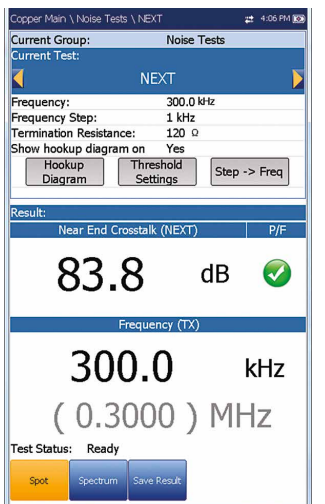 Copper Main \ Noise Tests \ NEXT 4:06 PM
Current Group: Noise Tests
Current Test:
NEXT
Frequency: 300.0 kHz
Frequency Step: 1 kHz
Termination Resistance: 120 Ω
Show hookup diagram on Yes
Hookup Diagram Threshold Settings Step -> Freq
Result:
Near End Crosstalk (NEXT) P/F
83.8 dB
Frequency (TX)
300.0 kHz
( 0.3000 ) MHz
Test Status: Ready
Spot Spectrum Save Result